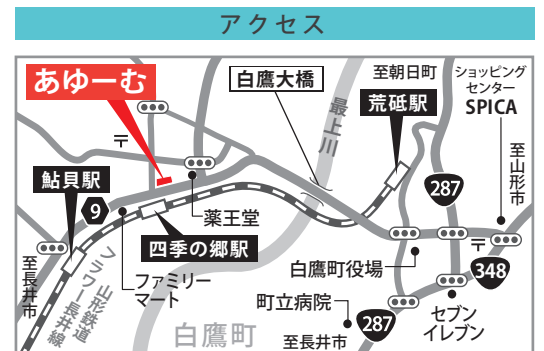 アクセス
あゆーむ
白鷹大橋
至朝日町
ショッピング
センター
SPICA
最上川
荒砥駅
〒
鮎貝駅
287
至山形市
9
薬王堂
四季の郷駅
〒
至長井市
ファミリー
マート
白鷹町役場
348
山形鉄道
フラワー長井線
町立病院
セブン
イレブン
白鷹町
至長井市
287